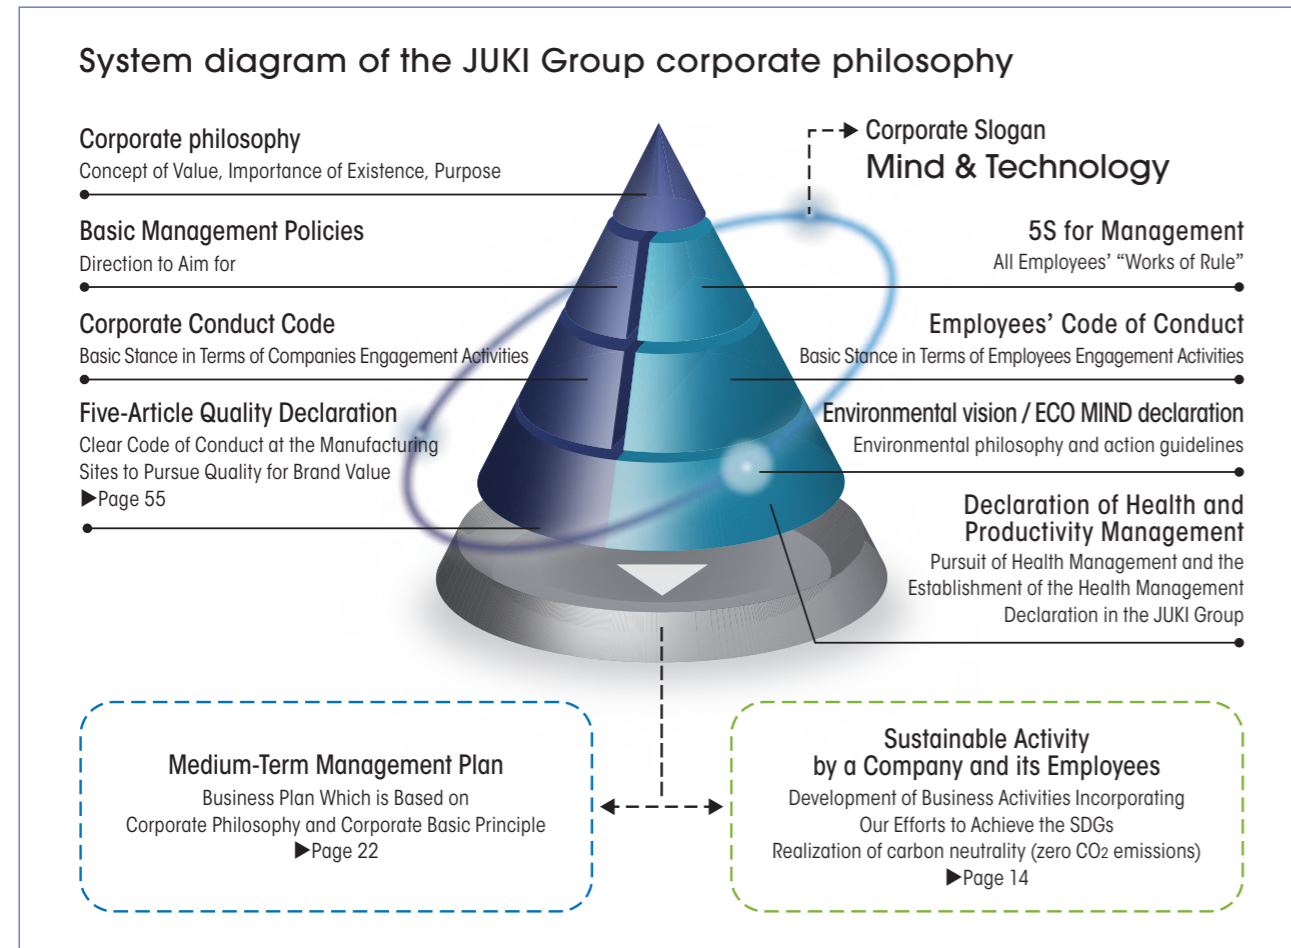 System diagram of the JUKI Group corporate philosophy
Corporate philosophy
Concept of Value, Importance of Existence, Purpose
Basic Management Policies
Direction to Aim for
Corporate Conduct Code
Basic Stance in Terms of Companies Engagement Activities
Five-Article Quality Declaration
Clear Code of Conduct at the Manufacturing
Sites to Pursue Quality for Brand Value
▶Page 55
Corporate Slogan
Mind & Technology
5S for Management
All Employees’ “Works of Rule”
Employees’ Code of Conduct
Basic Stance in Terms of Employees Engagement Activities
Environmental vision / ECO MIND declaration
Environmental philosophy and action guidelines
Declaration of Health and
Productivity Management
Pursuit of Health Management and the
Establishment of the Health Management
Declaration in the JUKI Group
Medium-Term Management Plan
Business Plan Which is Based on
Corporate Philosophy and Corporate Basic Principle
▶Page 22
Sustainable Activity
by a Company and its Employees
Development of Business Activities Incorporating
Our Efforts to Achieve the SDGs
Realization of carbon neutrality (zero CO2 emissions)
▶Page 14